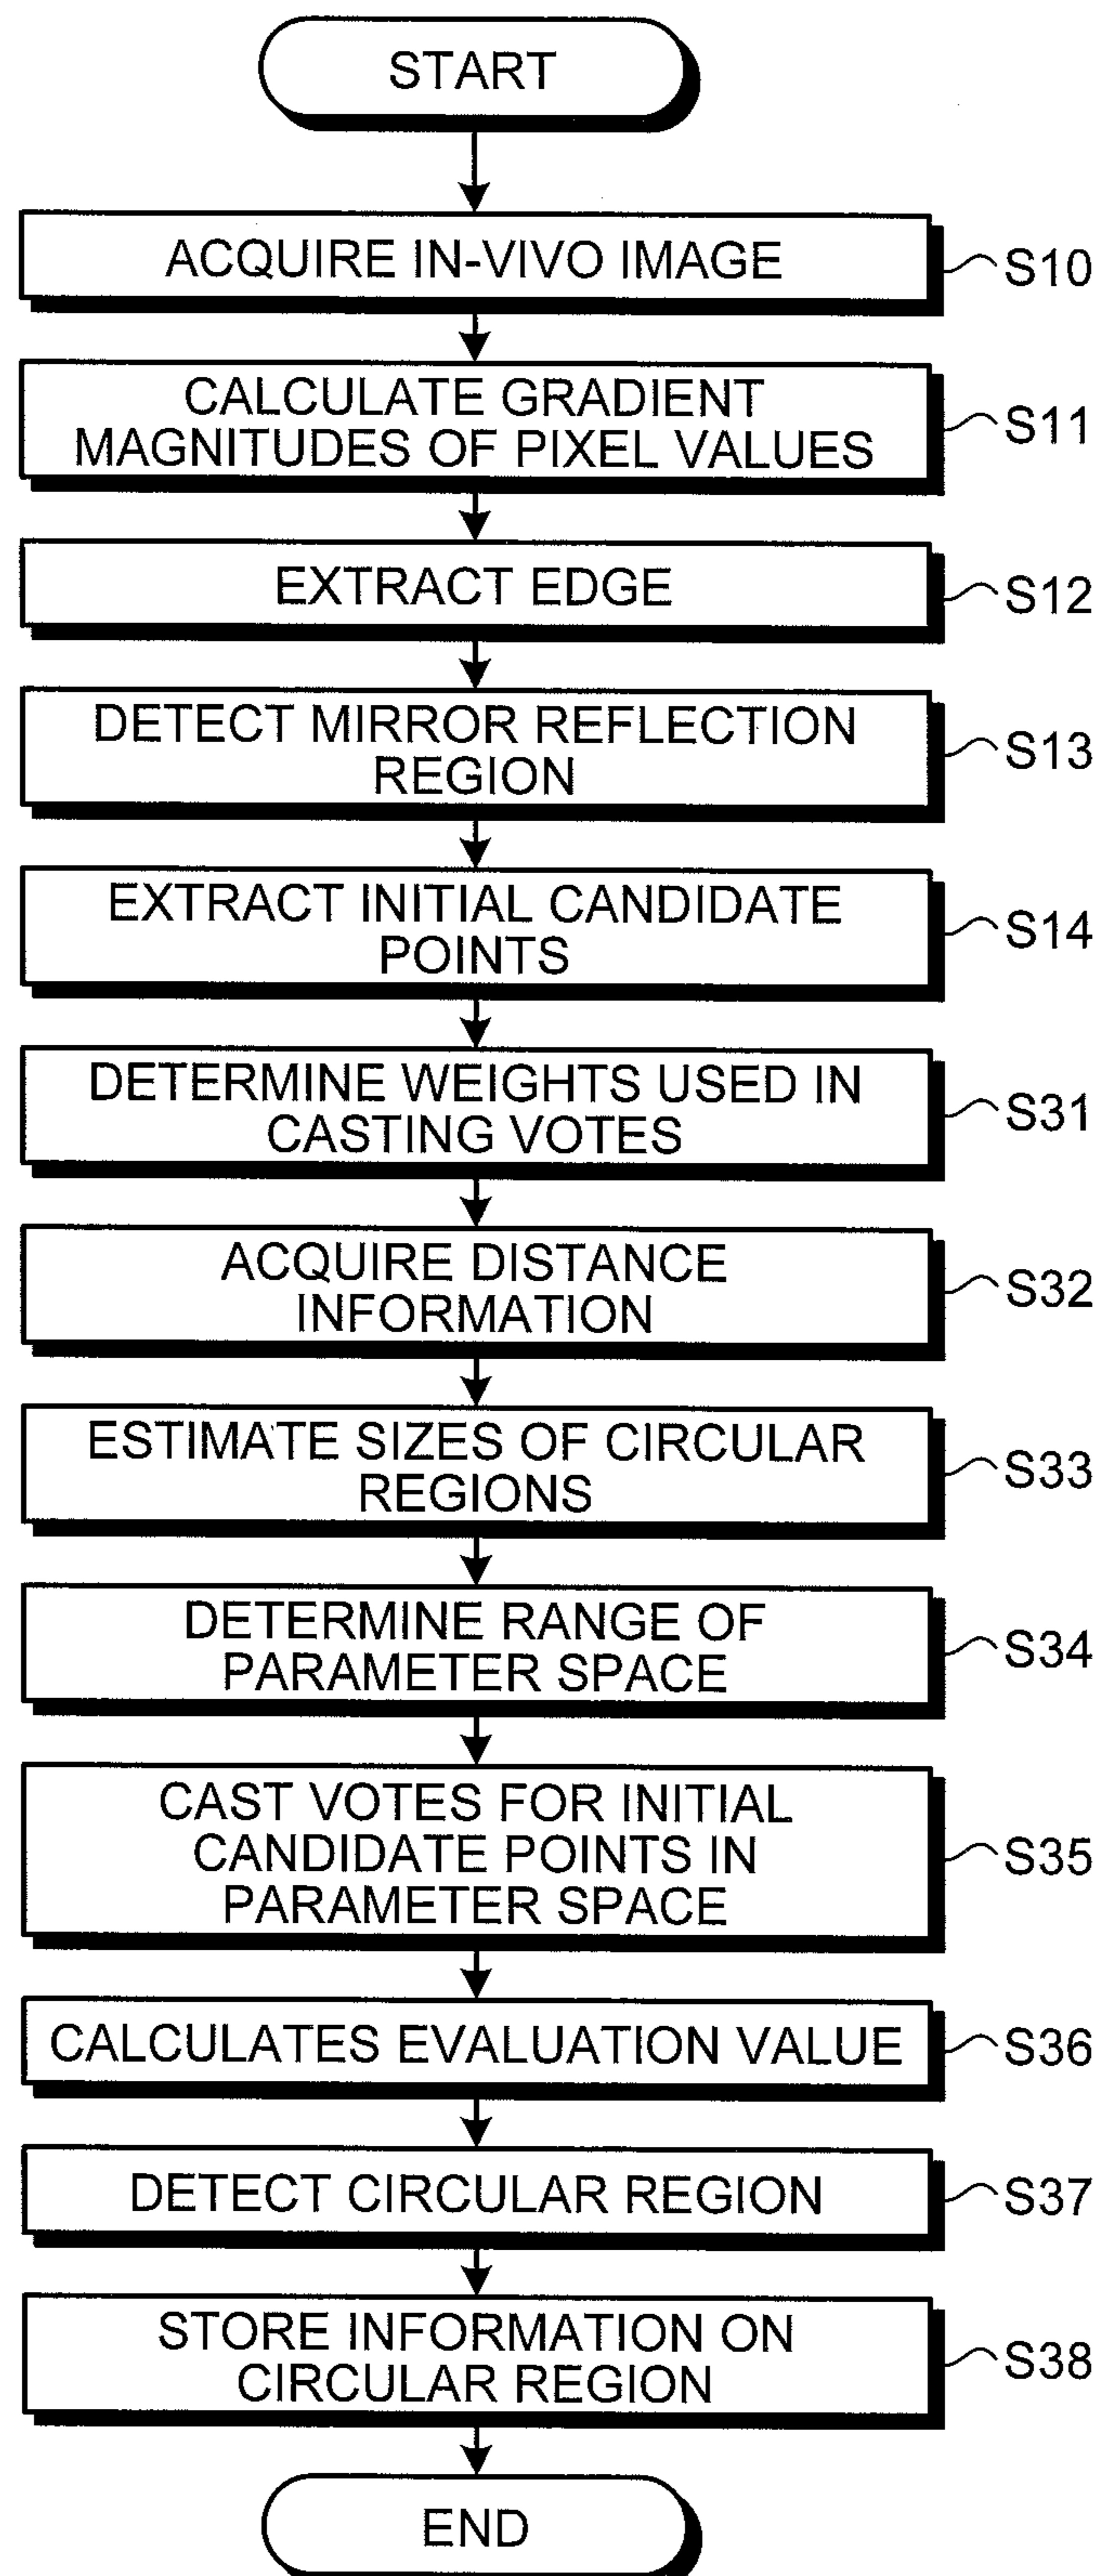 START
ACQUIRE IN-VIVO IMAGE
S10
CALCULATE GRADIENT
MAGNITUDES OF PIXEL VALUES
S11
EXTRACT EDGE
S12
DETECT MIRROR REFLECTION
REGION
S13
EXTRACT INITIAL CANDIDATE
POINTS
S14
DETERMINE WEIGHTS USED IN
CASTING VOTES
S31
ACQUIRE DISTANCE
INFORMATION
S32
ESTIMATE SIZES OF CIRCULAR
REGIONS
S33
DETERMINE RANGE OF
PARAMETER SPACE
S34
CAST VOTES FOR INITIAL
CANDIDATE POINTS IN
PARAMETER SPACE
S35
CALCULATES EVALUATION VALUE
S36
DETECT CIRCULAR REGION
S37
STORE INFORMATION ON
CIRCULAR REGION
S38
END